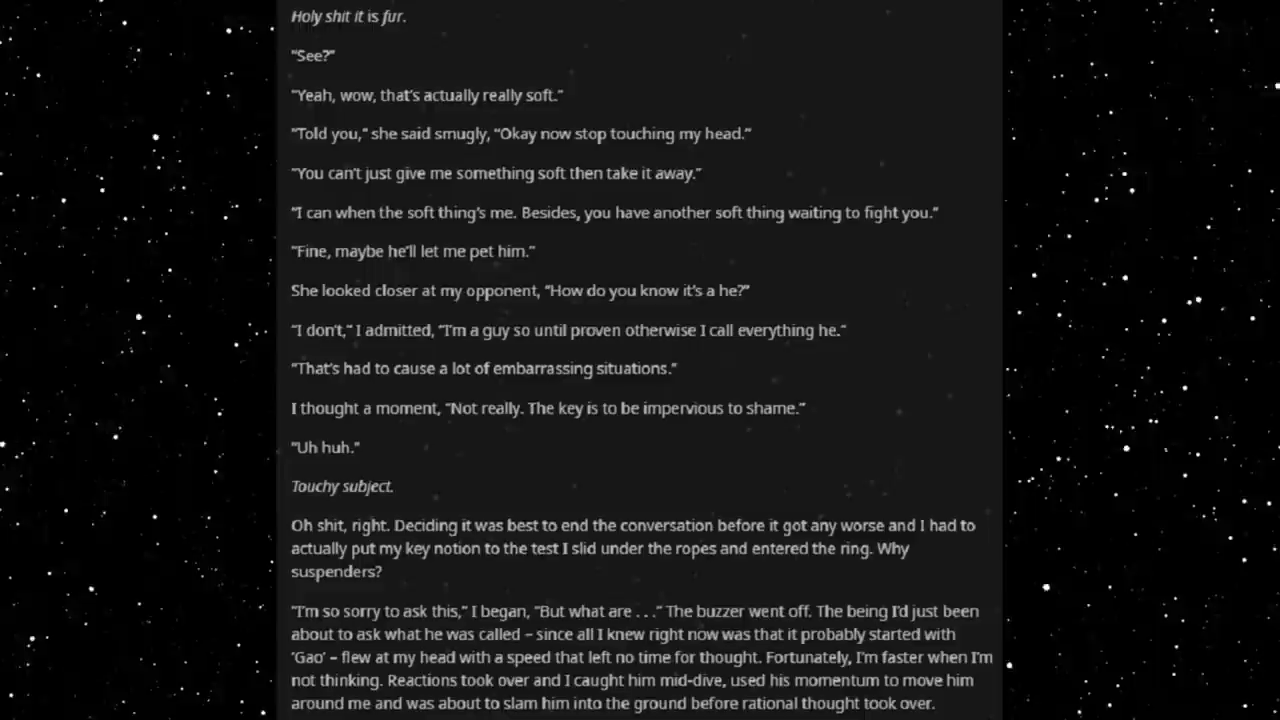 Holy shit it is fur.
"See?"
"Yeah, wow, that's actually really soft."
"Told you," she said smugly, "Okay now stop touching my head."
"You can't just give me something soft then take it away."
"I can when the soft thing's me. Besides, you have another soft thing waiting to fight you."
"Fine, maybe he'll let me pet him."
She looked closer at my opponent, "How do you know it's a he?"
"I don't," I admitted, "I'm a guy so until proven otherwise I call everything he."
"That's had to cause a lot of embarrassing situations."
I thought a moment, "Not really. The key is to be impervious to shame."
"Uh huh."
Touchy subject.
Oh shit, right. Deciding it was best to end the conversation before it got any worse and I had to
actually put my key notion to the test I slid under the ropes and entered the ring. Why
suspenders?
"I'm so sorry to ask this," I began, "But what are . . ." The buzzer went off. The being I'd just been
about to ask what he was called – since all I knew right now was that it probably started with
'Gao' – flew at my head with a speed that left no time for thought. Fortunately, I'm faster when I'm
not thinking. Reactions took over and I caught him mid-dive, used his momentum to move him
around me and was about to slam him into the ground before rational thought took over.